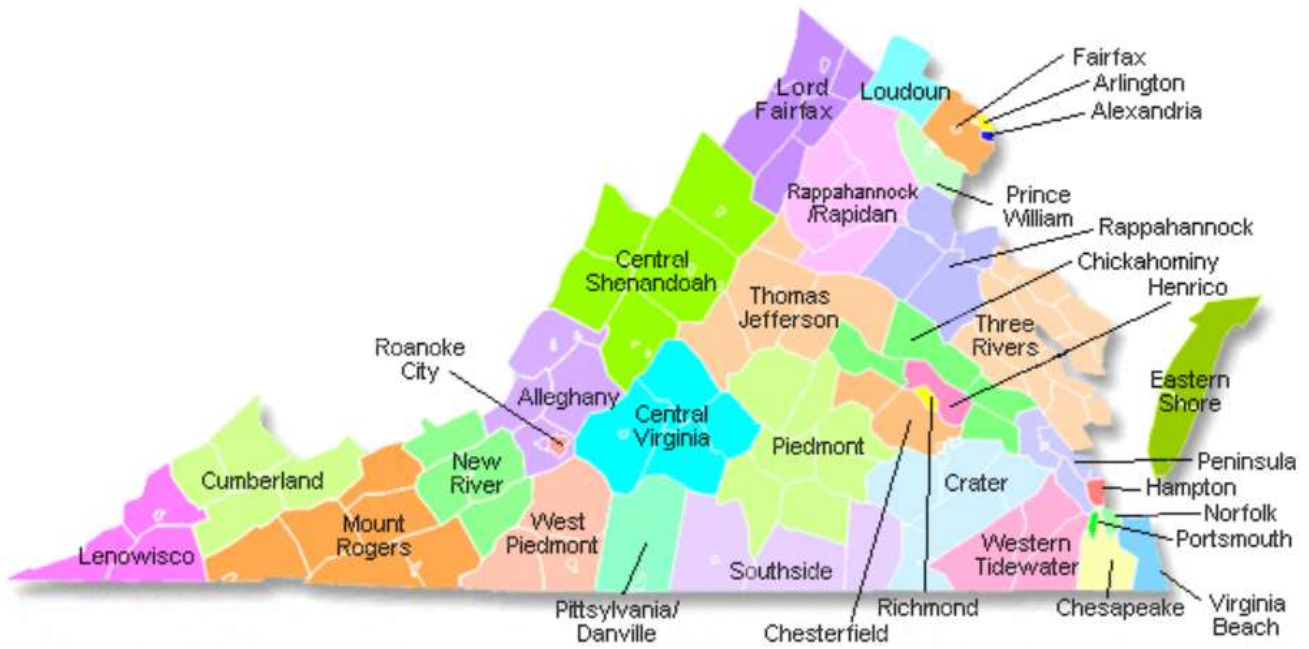 Lord
Fairfax
Loudoun
Fairfax
Arlington
Alexandria
Rappahannock
/Rapidan
Prince
William
Rappahannock
Chickahominy
Henrico
Central
Shenandoah
Thomas
Jefferson
Three
Rivers
Roanoke
City
Alleghany
Eastern
Shore
Central
Virginia
Piedmont
Cumberland
New
River
Crater
Peninsula
Hampton
Norfolk
Portsmouth
Mount
Rogers
West
Piedmont
Western
Tidewater
Lenowisco
Southside
Pittsylvania/
Danville
Chesterfield
Richmond
Chesapeake
Virginia
Beach